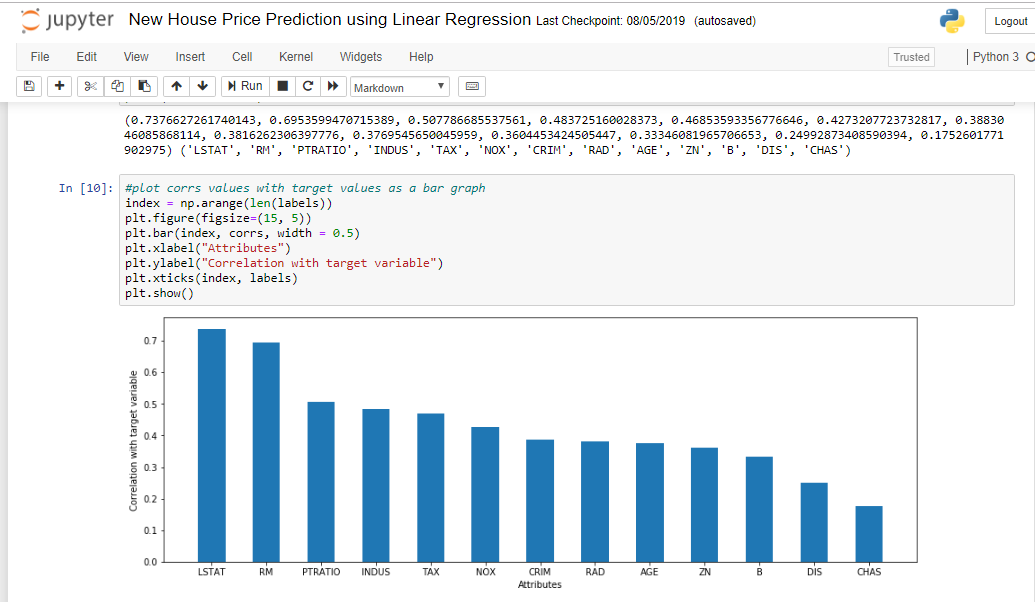 jupyter New House Price Prediction using Linear Regression Last Checkpoint: 08/05/2019 (autosaved) Logout
File Edit View Insert Cell Kernel Widgets Help Trusted Python 3
Run Markdown
(0.7376627261740143, 0.6953599470715389, 0.507786685537561, 0.483725160028373, 0.46853593356776646, 0.4273207723732817, 0.38830
46085868114, 0.3816262306397776, 0.3769545650045959, 0.3604453424505447, 0.33346081965706653, 0.24992873408590394, 0.1752601771
902975) ('LSTAT', 'RM', 'PTRATIO', 'INDUS', 'TAX', 'NOX', 'CRIM', 'RAD', 'AGE', 'ZN', 'B', 'DIS', 'CHAS')
In [10]: #plot corrs values with target values as a bar graph
index = np.arange(len(labels))
plt.figure(figsize=(15, 5))
plt.bar(index, corrs, width = 0.5)
plt.xlabel("Attributes")
plt.ylabel("Correlation with target variable")
plt.xticks(index, labels)
plt.show()
Correlation with target variable
0.7
0.6
0.5
0.4
0.3
0.2
0.1
0.0
LSTAT RM PTRATIO INDUS TAX NOX CRIM RAD AGE ZN B DIS CHAS
Attributes